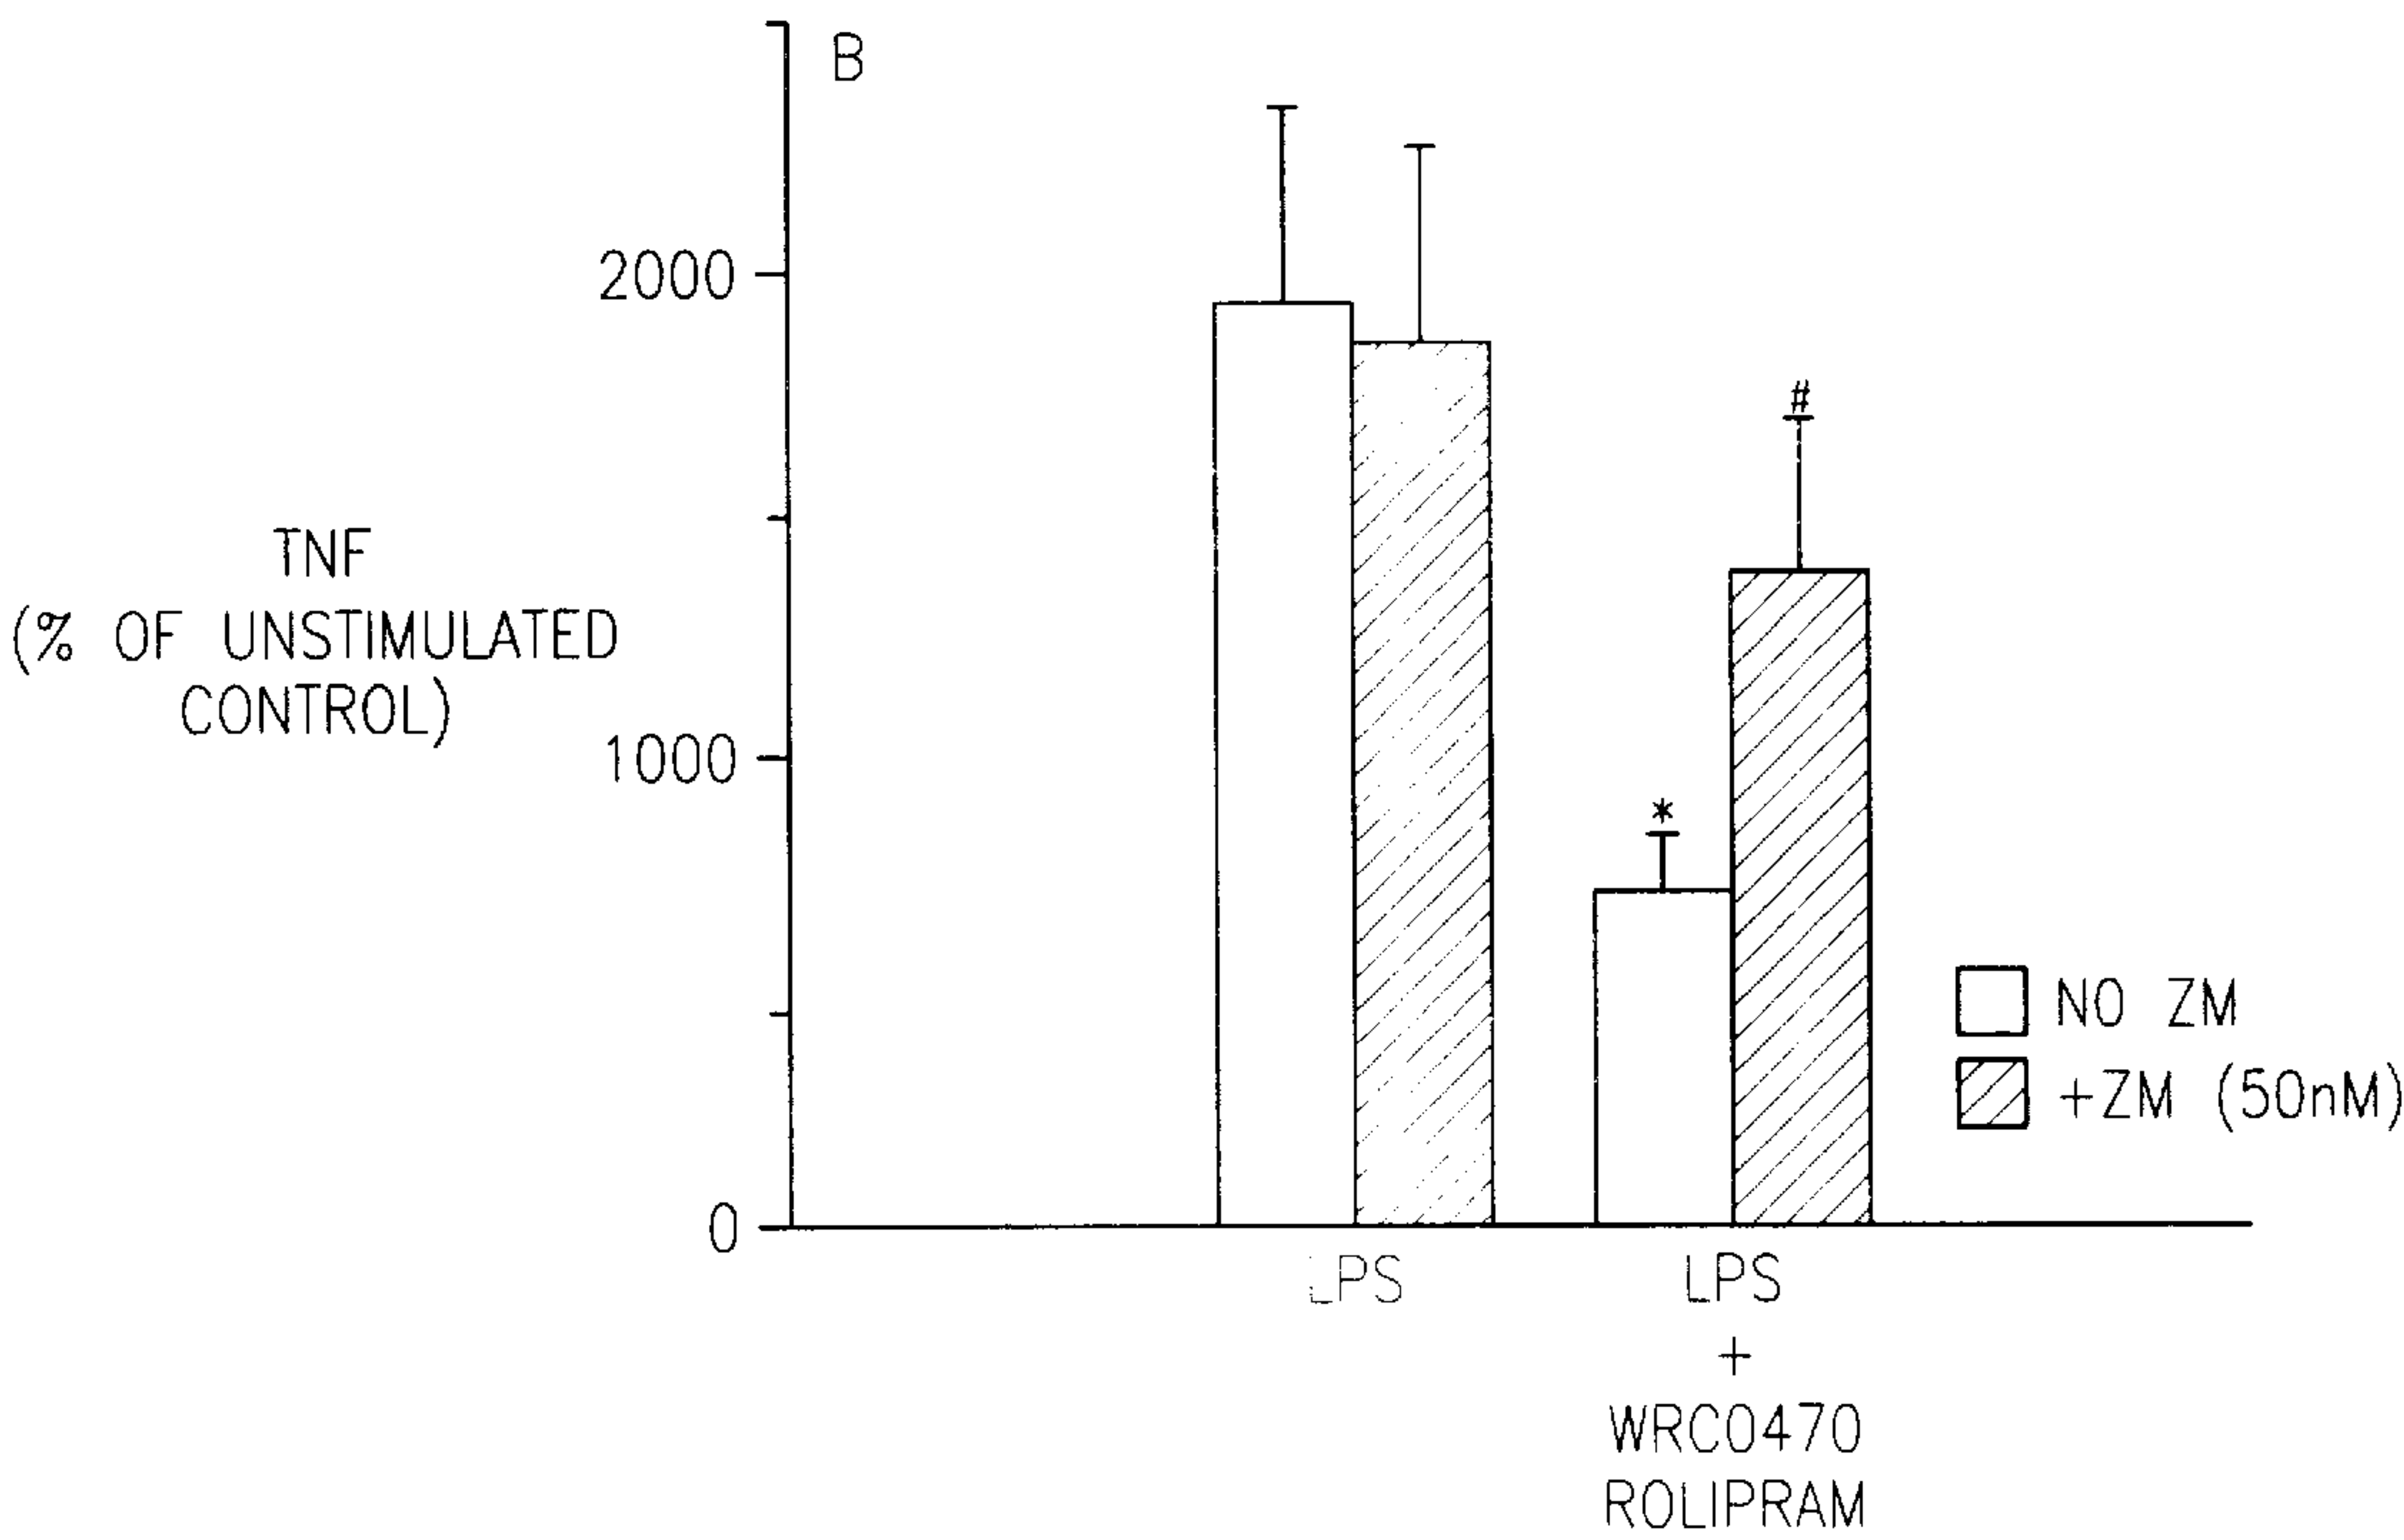 B
2000
1000
0
TNF
(% OF UNSTIMULATED
CONTROL)
#
*
NO ZM
+ZM (50nM)
LPS
LPS
+
WRC0470
ROLIPRAM